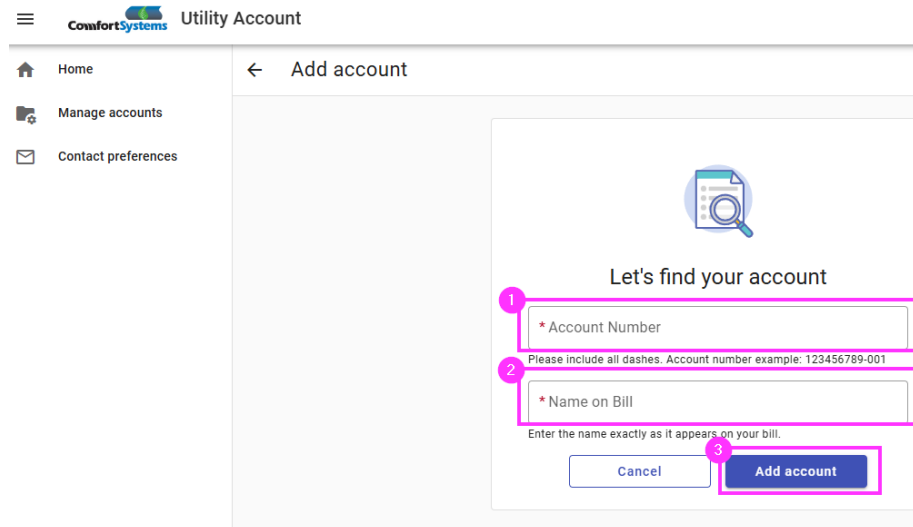 ComfortSystems Utility Account
Home
Manage accounts
Contact preferences
Add account
Let's find your account
1
* Account Number
Please include all dashes. Account number example: 123456789-001
2
* Name on Bill
Enter the name exactly as it appears on your bill.
3
Cancel
Add account